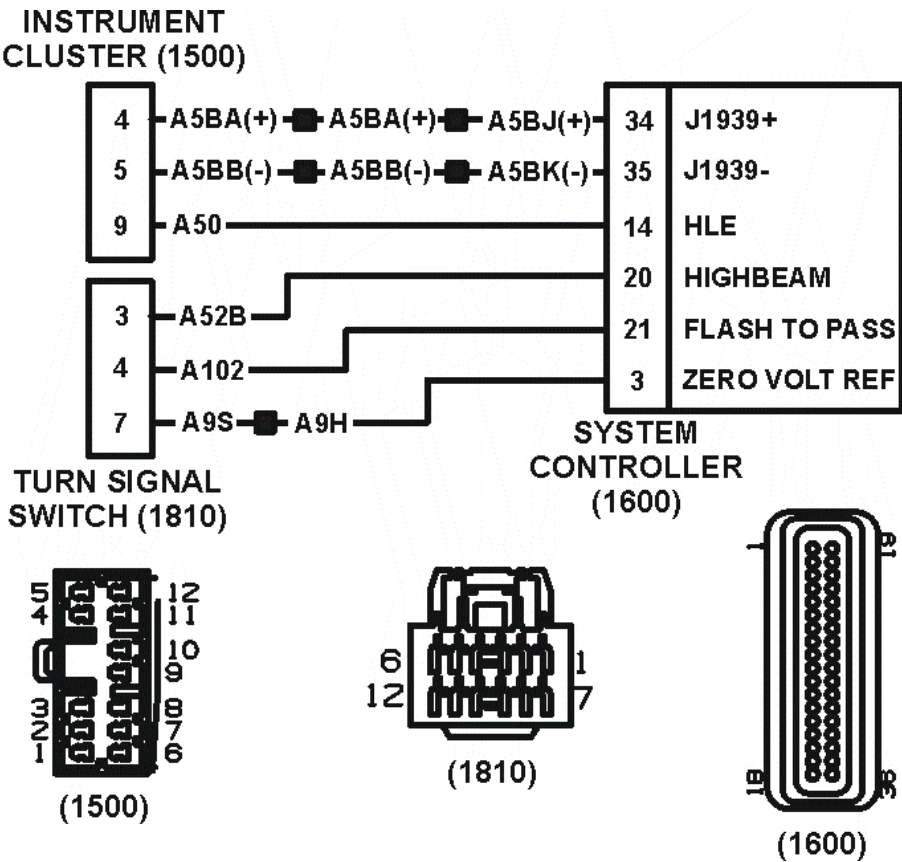 INSTRUMENT
CLUSTER (1500)
4 A5BA(+) A5BA(+) A5BJ(+) 34 J1939+
5 A5BB(-) A5BB(-) A5BK(-) 35 J1939-
9 A50 14 HLE
20 HIGHBEAM
3 A52B
21 FLASH TO PASS
4 A102
3 ZERO VOLT REF
7 A9S A9H
SYSTEM
CONTROLLER
(1600)
TURN SIGNAL
SWITCH (1810)
5 12
4 11
10
9
3 8
2 7
1 6
(1500)
6 1
12 7
(1810)
1 19
18 36
(1600)